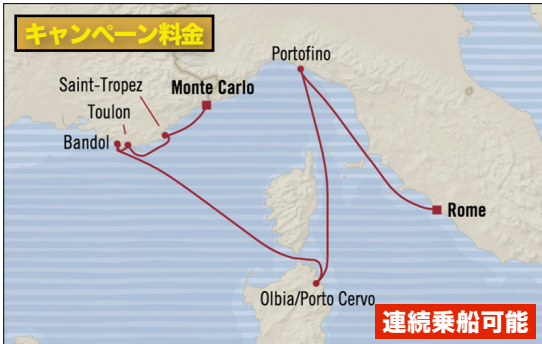 キャンペーン料金
Portofino
Saint-Tropez
Monte Carlo
Toulon
Bandol
Rome
Olbia/Porto Cervo
連続乗船可能